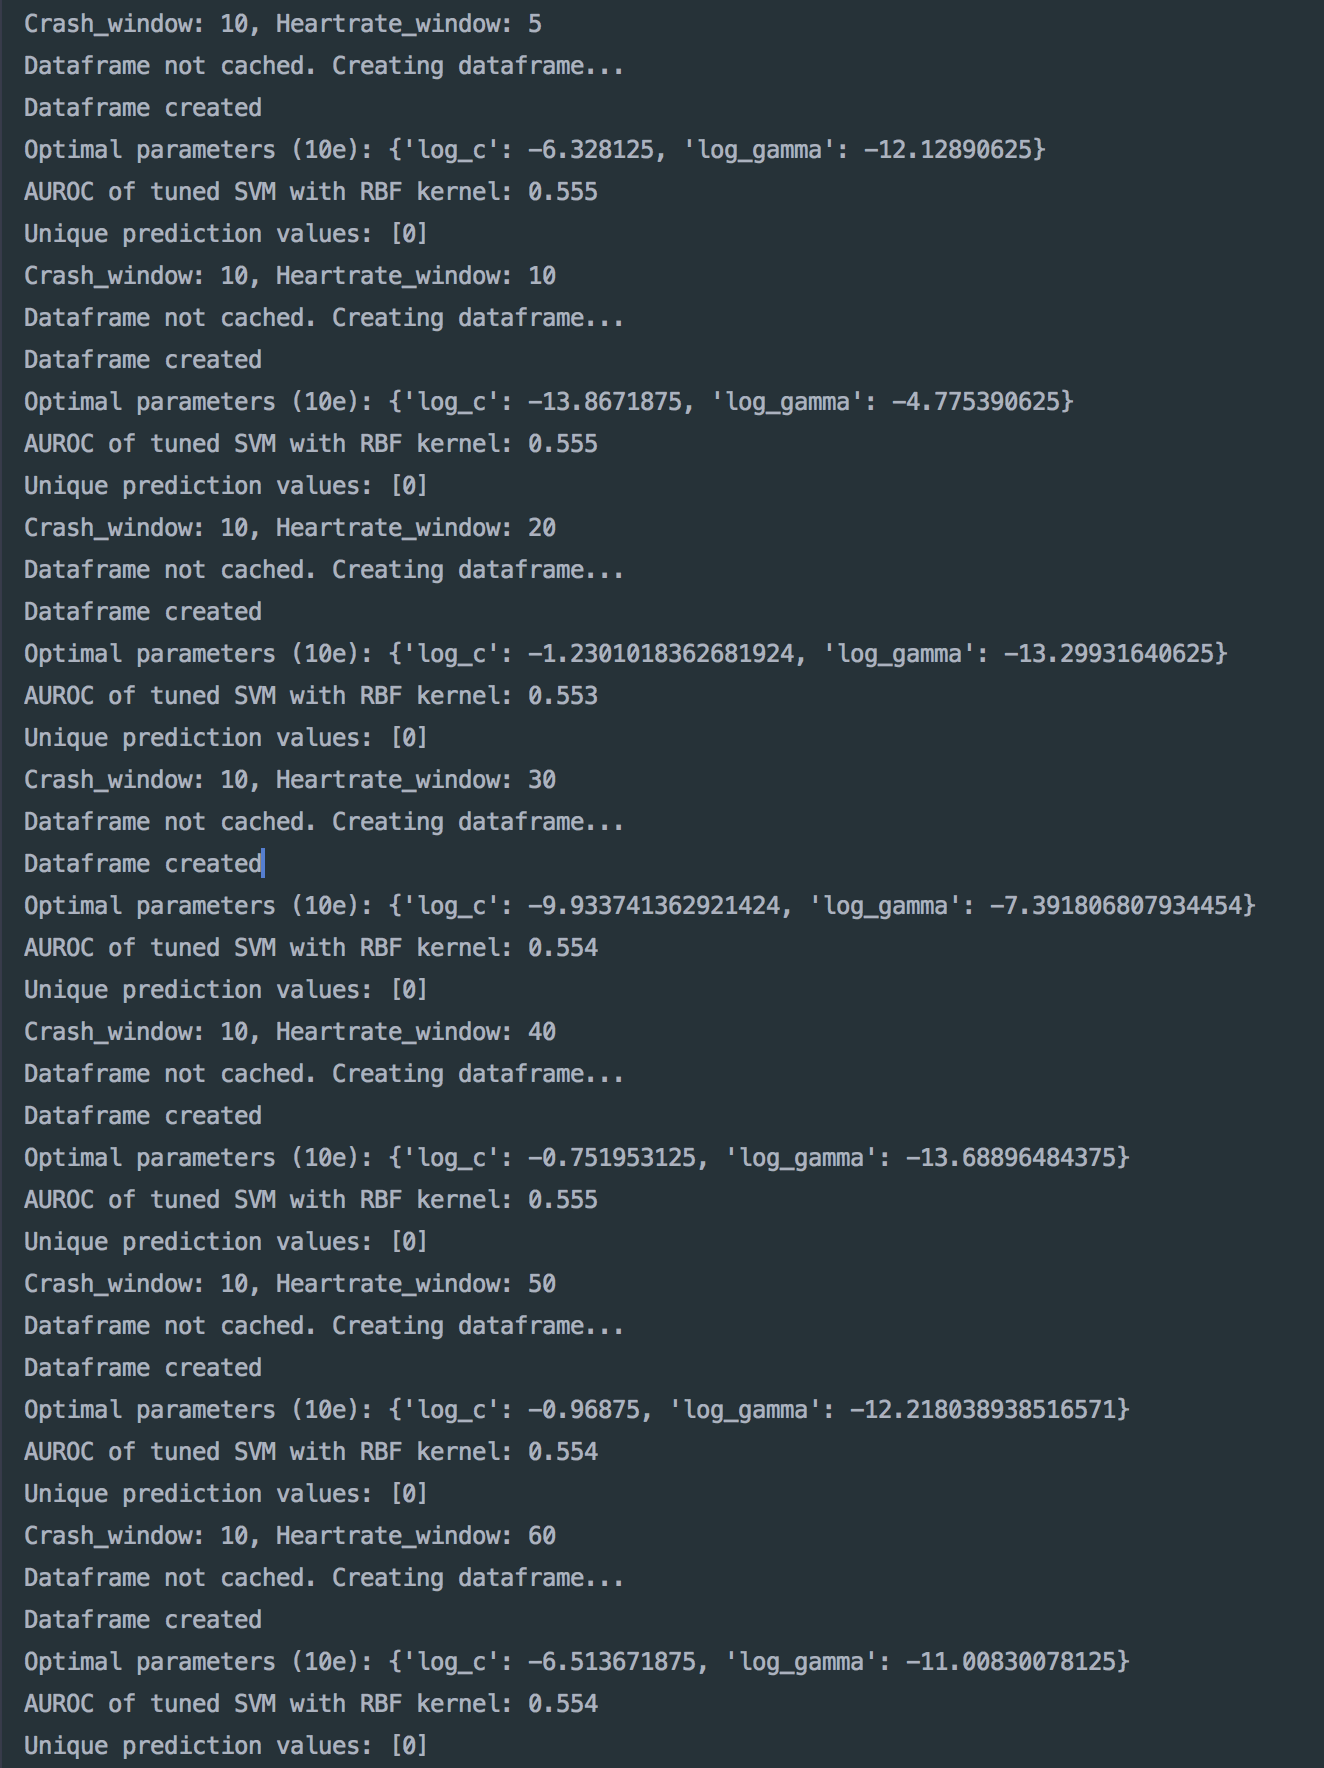 Crash_window: 10, Heartrate_window: 5
Dataframe not cached. Creating dataframe...
Dataframe created
Optimal parameters (10e): {'log_c': -6.328125, 'log_gamma': -12.12890625}
AUROC of tuned SVM with RBF kernel: 0.555
Unique prediction values: [0]
Crash_window: 10, Heartrate_window: 10
Dataframe not cached. Creating dataframe...
Dataframe created
Optimal parameters (10e): {'log_c': -13.8671875, 'log_gamma': -4.775390625}
AUROC of tuned SVM with RBF kernel: 0.555
Unique prediction values: [0]
Crash_window: 10, Heartrate_window: 20
Dataframe not cached. Creating dataframe...
Dataframe created
Optimal parameters (10e): {'log_c': -1.2301018362681924, 'log_gamma': -13.29931640625}
AUROC of tuned SVM with RBF kernel: 0.553
Unique prediction values: [0]
Crash_window: 10, Heartrate_window: 30
Dataframe not cached. Creating dataframe...
Dataframe created
Optimal parameters (10e): {'log_c': -9.933741362921424, 'log_gamma': -7.391806807934454}
AUROC of tuned SVM with RBF kernel: 0.554
Unique prediction values: [0]
Crash_window: 10, Heartrate_window: 40
Dataframe not cached. Creating dataframe...
Dataframe created
Optimal parameters (10e): {'log_c': -0.751953125, 'log_gamma': -13.68896484375}
AUROC of tuned SVM with RBF kernel: 0.555
Unique prediction values: [0]
Crash_window: 10, Heartrate_window: 50
Dataframe not cached. Creating dataframe...
Dataframe created
Optimal parameters (10e): {'log_c': -0.96875, 'log_gamma': -12.218038938516571}
AUROC of tuned SVM with RBF kernel: 0.554
Unique prediction values: [0]
Crash_window: 10, Heartrate_window: 60
Dataframe not cached. Creating dataframe...
Dataframe created
Optimal parameters (10e): {'log_c': -6.513671875, 'log_gamma': -11.00830078125}
AUROC of tuned SVM with RBF kernel: 0.554
Unique prediction values: [0]